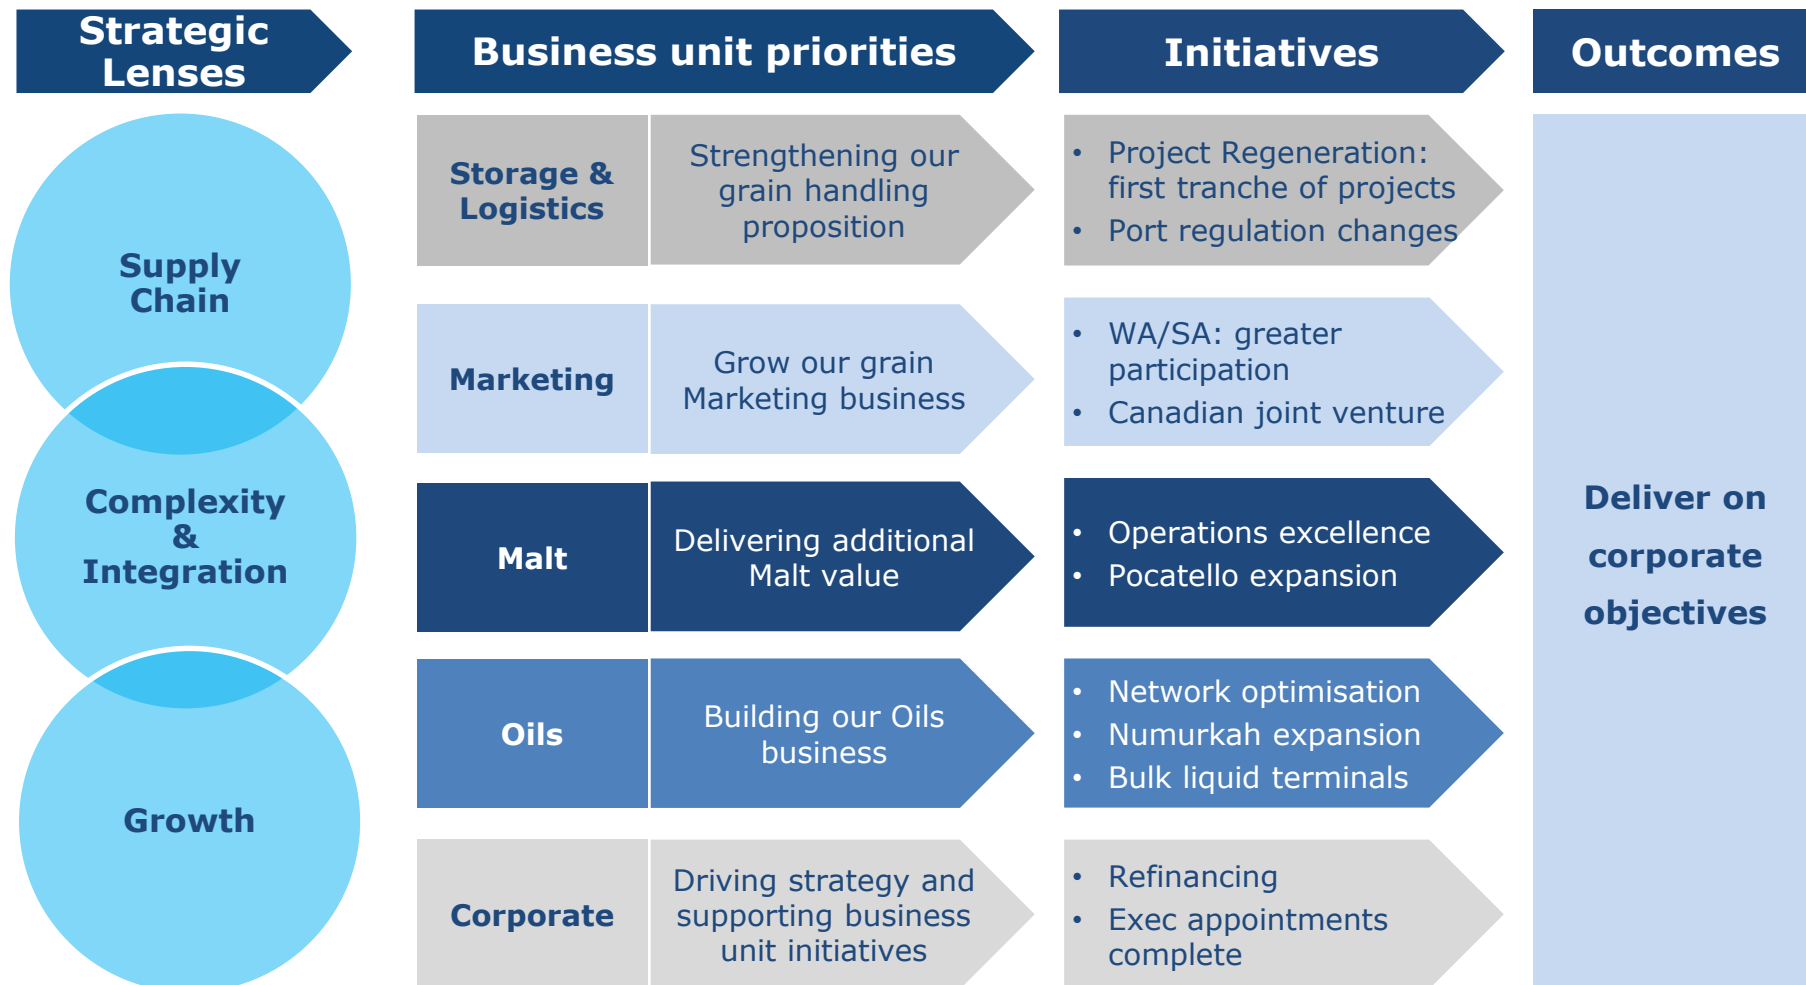 Strategic
Lenses
Business unit priorities
Initiatives
Outcomes
Supply
Chain
Complexity
&
Integration
Growth
Storage &
Logistics
Strengthening our
grain handling
proposition
• Project Regeneration:
first tranche of projects
• Port regulation changes
Marketing
Grow our grain
Marketing business
• WA/SA: greater
participation
• Canadian joint venture
Malt
Delivering additional
Malt value
• Operations excellence
• Pocatello expansion
Oils
Building our Oils
business
• Network optimisation
• Numurkah expansion
• Bulk liquid terminals
Corporate
Driving strategy and
supporting business
unit initiatives
• Refinancing
• Exec appointments
complete
Deliver on
corporate
objectives